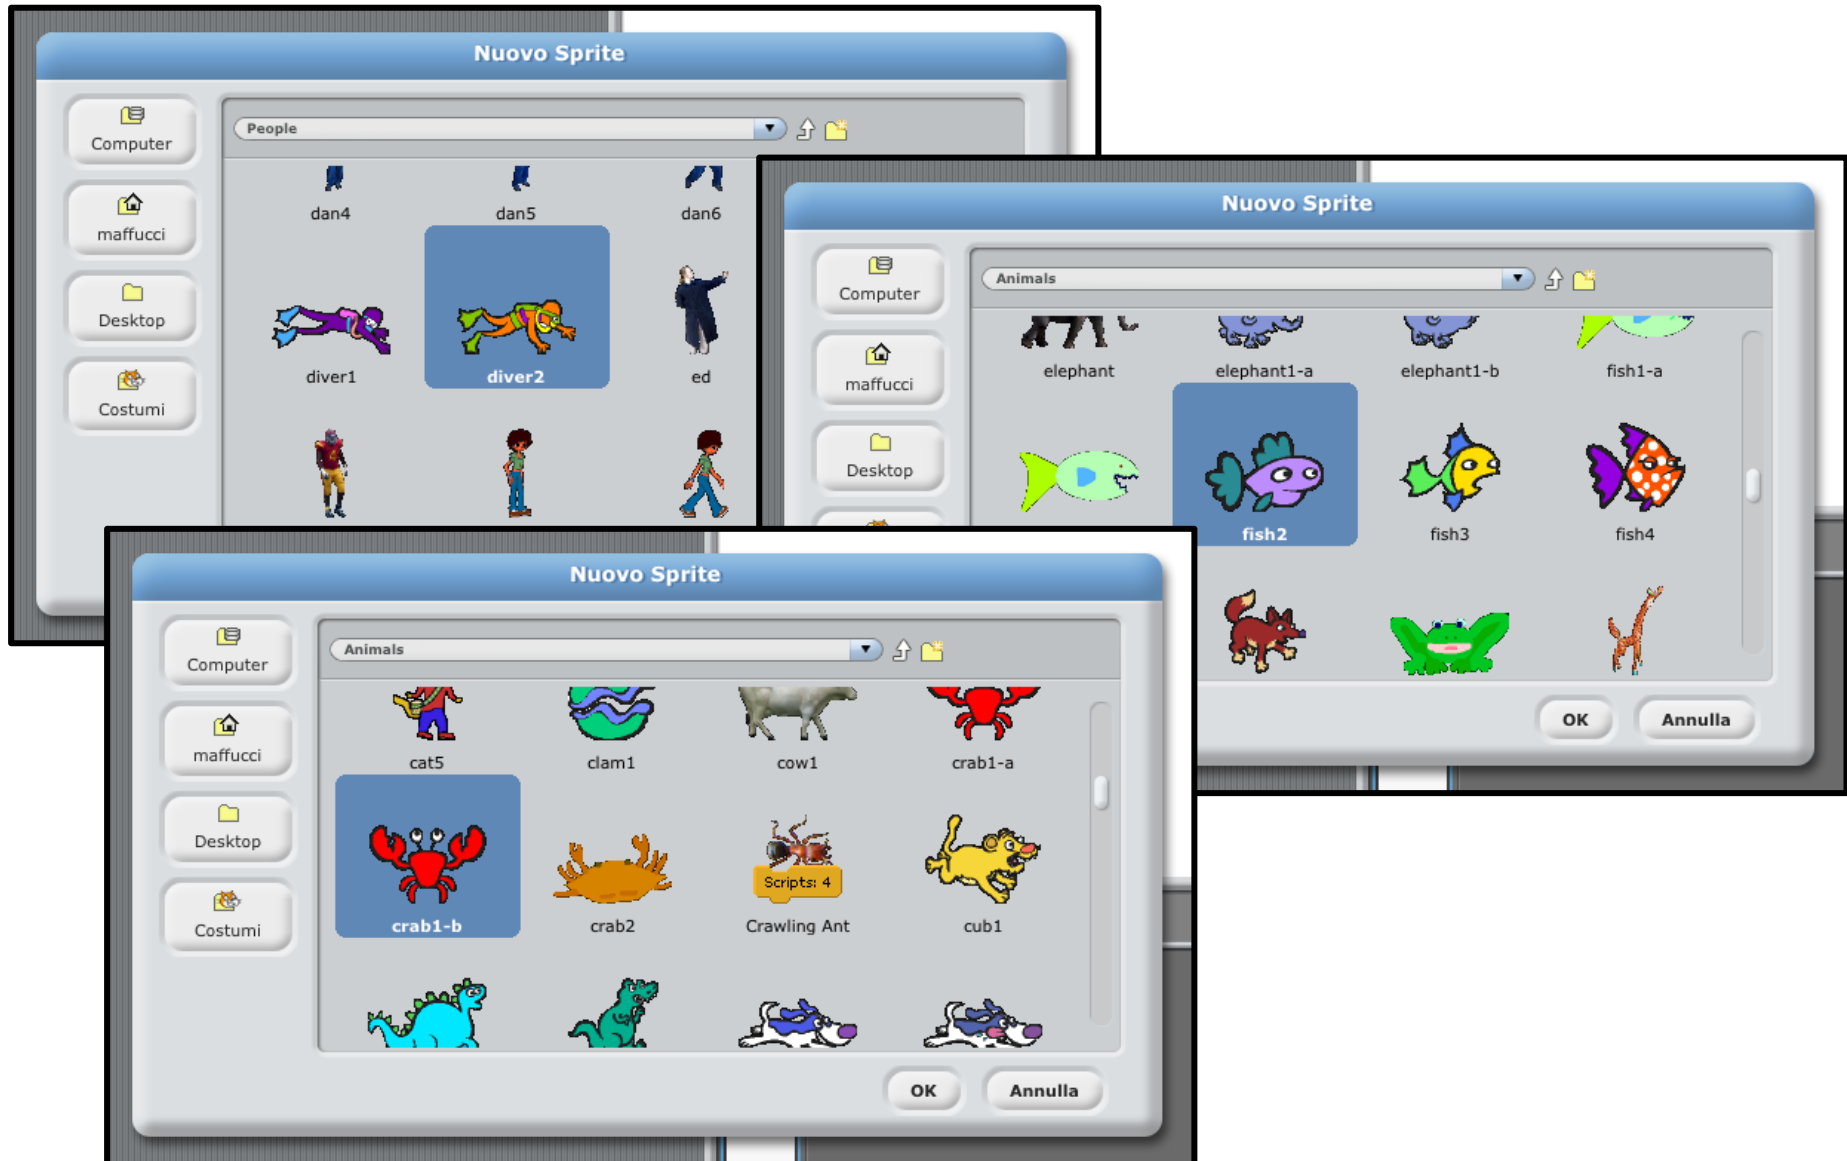 Nuovo Sprite
Computer
maffucci
Desktop
Costumi
People
dan4 dan5 dan6
diver1 diver2 ed
Nuovo Sprite
Computer
maffucci
Desktop
Animals
elephant elephant1-a elephant1-b fish1-a
fish2 fish3 fish4
OK Annulla
Nuovo Sprite
Computer
maffucci
Desktop
Costumi
Animals
cat5 clam1 cow1 crab1-a
Scripts: 4
crab1-b crab2 Crawling Ant cub1
OK Annulla